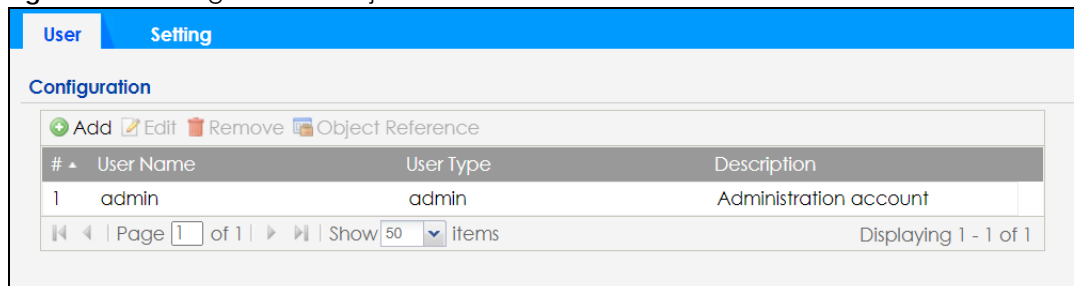 User Setting
Configuration
Add Edit Remove Object Reference
# User Name User Type Description
1 admin admin Administration account
Page 1 of 1 Show 50 items Displaying 1 - 1 of 1